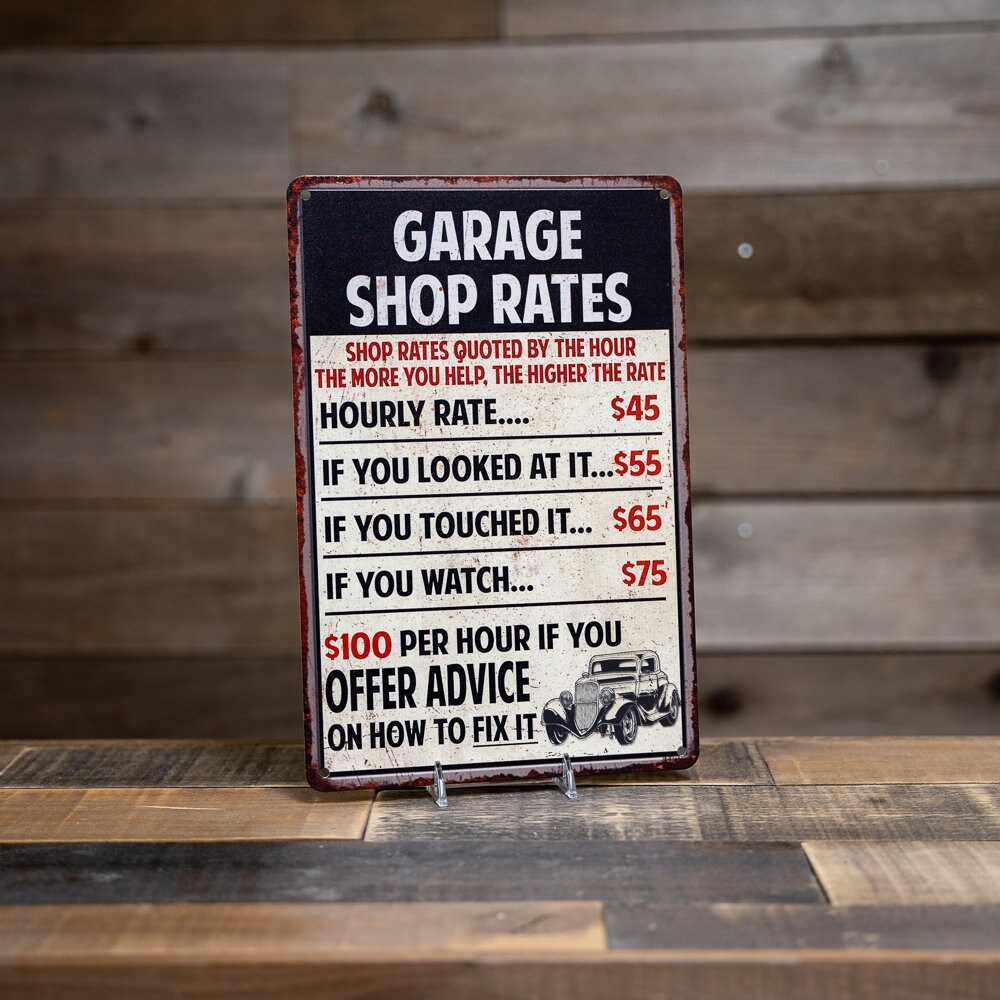 GARAGE
SHOP RATES
SHOP RATES QUOTED BY THE HOUR
THE MORE YOU HELP, THE HIGHER THE RATE
HOURLY RATE.... $45
IF YOU LOOKED AT IT...$55
IF YOU TOUCHED IT... $65
IF YOU WATCH... $75
$100 PER HOUR IF YOU
OFFER ADVICE
ON HOW TO FIX IT